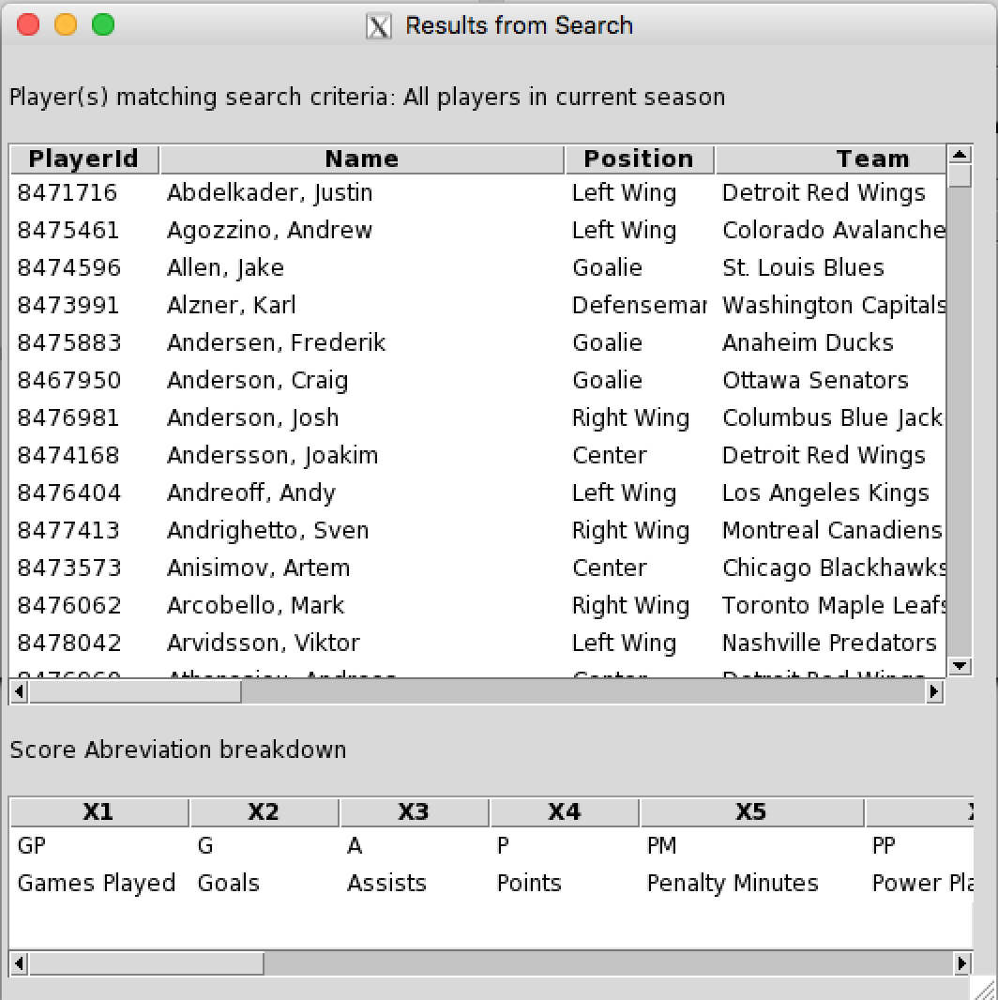 Results from Search
Player(s) matching search criteria: All players in current season
PlayerId Name Position Team
8471716 Abdelkader, Justin Left Wing Detroit Red Wings
8475461 Agozzino, Andrew Left Wing Colorado Avalanche
8474596 Allen, Jake Goalie St. Louis Blues
8473991 Alzner, Karl Defenseman Washington Capitals
8475883 Andersen, Frederik Goalie Anaheim Ducks
8467950 Anderson, Craig Goalie Ottawa Senators
8476981 Anderson, Josh Right Wing Columbus Blue Jack
8474168 Andersson, Joakim Center Detroit Red Wings
8476404 Andreoff, Andy Left Wing Los Angeles Kings
8477413 Andrighetto, Sven Right Wing Montreal Canadiens
8473573 Anisimov, Artem Center Chicago Blackhawks
8476062 Arcobello, Mark Right Wing Toronto Maple Leafs
8478042 Arvidsson, Viktor Left Wing Nashville Predators
Center Detroit Red Wings
Score Abreviation breakdown
X1 X2 X3 X4 X5
GP G A P PM PP
Games Played Goals Assists Points Penalty Minutes Power Pla